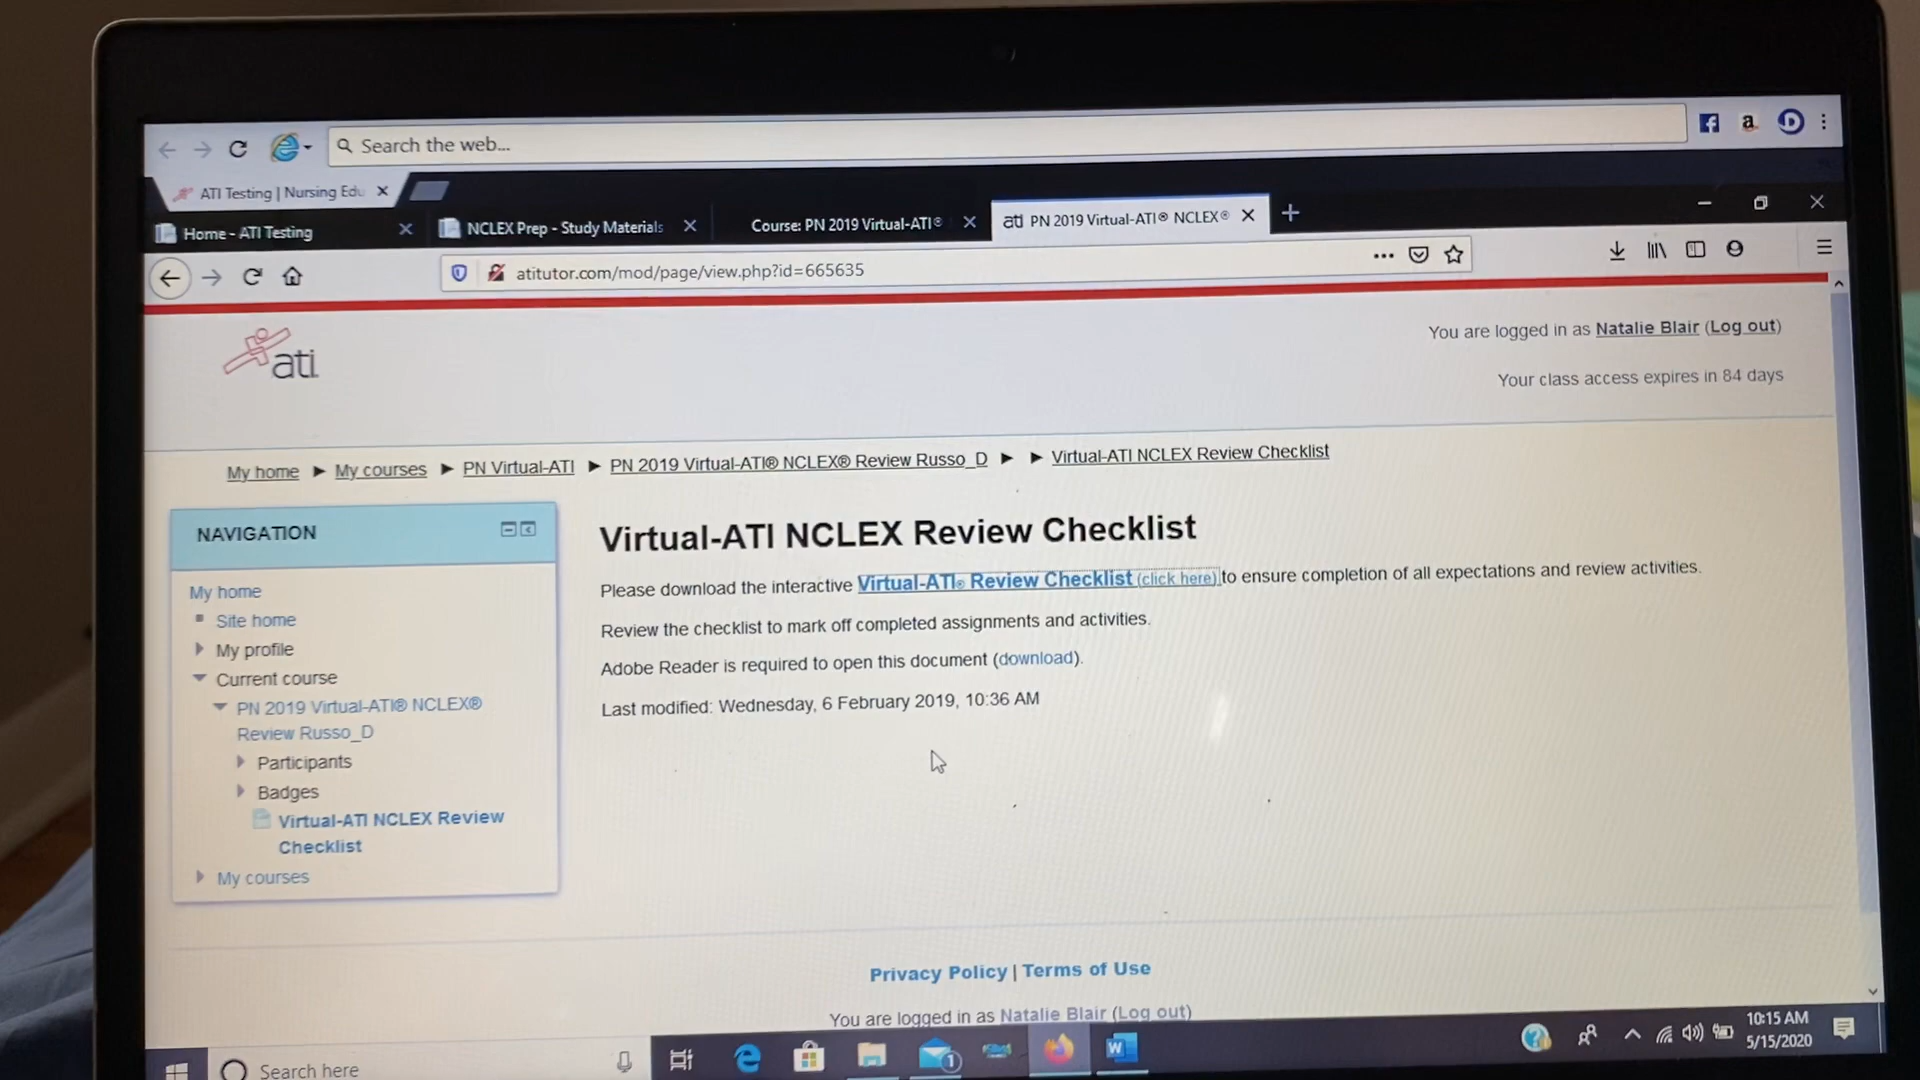 Search the web...
ATI Testing | Nursing Edu
Home - ATI Testing
NCLEX Prep - Study Materials
Course: PN 2019 Virtual-ATI®
ati PN 2019 Virtual-ATI® NCLEX®
atitutor.com/mod/page/view.php?id=665635
ati
You are logged in as Natalie Blair (Log out)
Your class access expires in 84 days
My home ► My courses ► PN Virtual-ATI ► PN 2019 Virtual-ATI® NCLEX® Review Russo_D ► ► Virtual-ATI NCLEX Review Checklist
NAVIGATION
My home
Site home
My profile
Current course
PN 2019 Virtual-ATI® NCLEX®
Review Russo_D
Participants
Badges
Virtual-ATI NCLEX Review
Checklist
My courses
Virtual-ATI NCLEX Review Checklist
Please download the interactive Virtual-ATI® Review Checklist (click here) to ensure completion of all expectations and review activities.
Review the checklist to mark off completed assignments and activities.
Adobe Reader is required to open this document (download).
Last modified: Wednesday, 6 February 2019, 10:36 AM
Privacy Policy | Terms of Use
You are logged in as Natalie Blair (Log out)
Search here
1
W
10:15 AM
5/15/2020